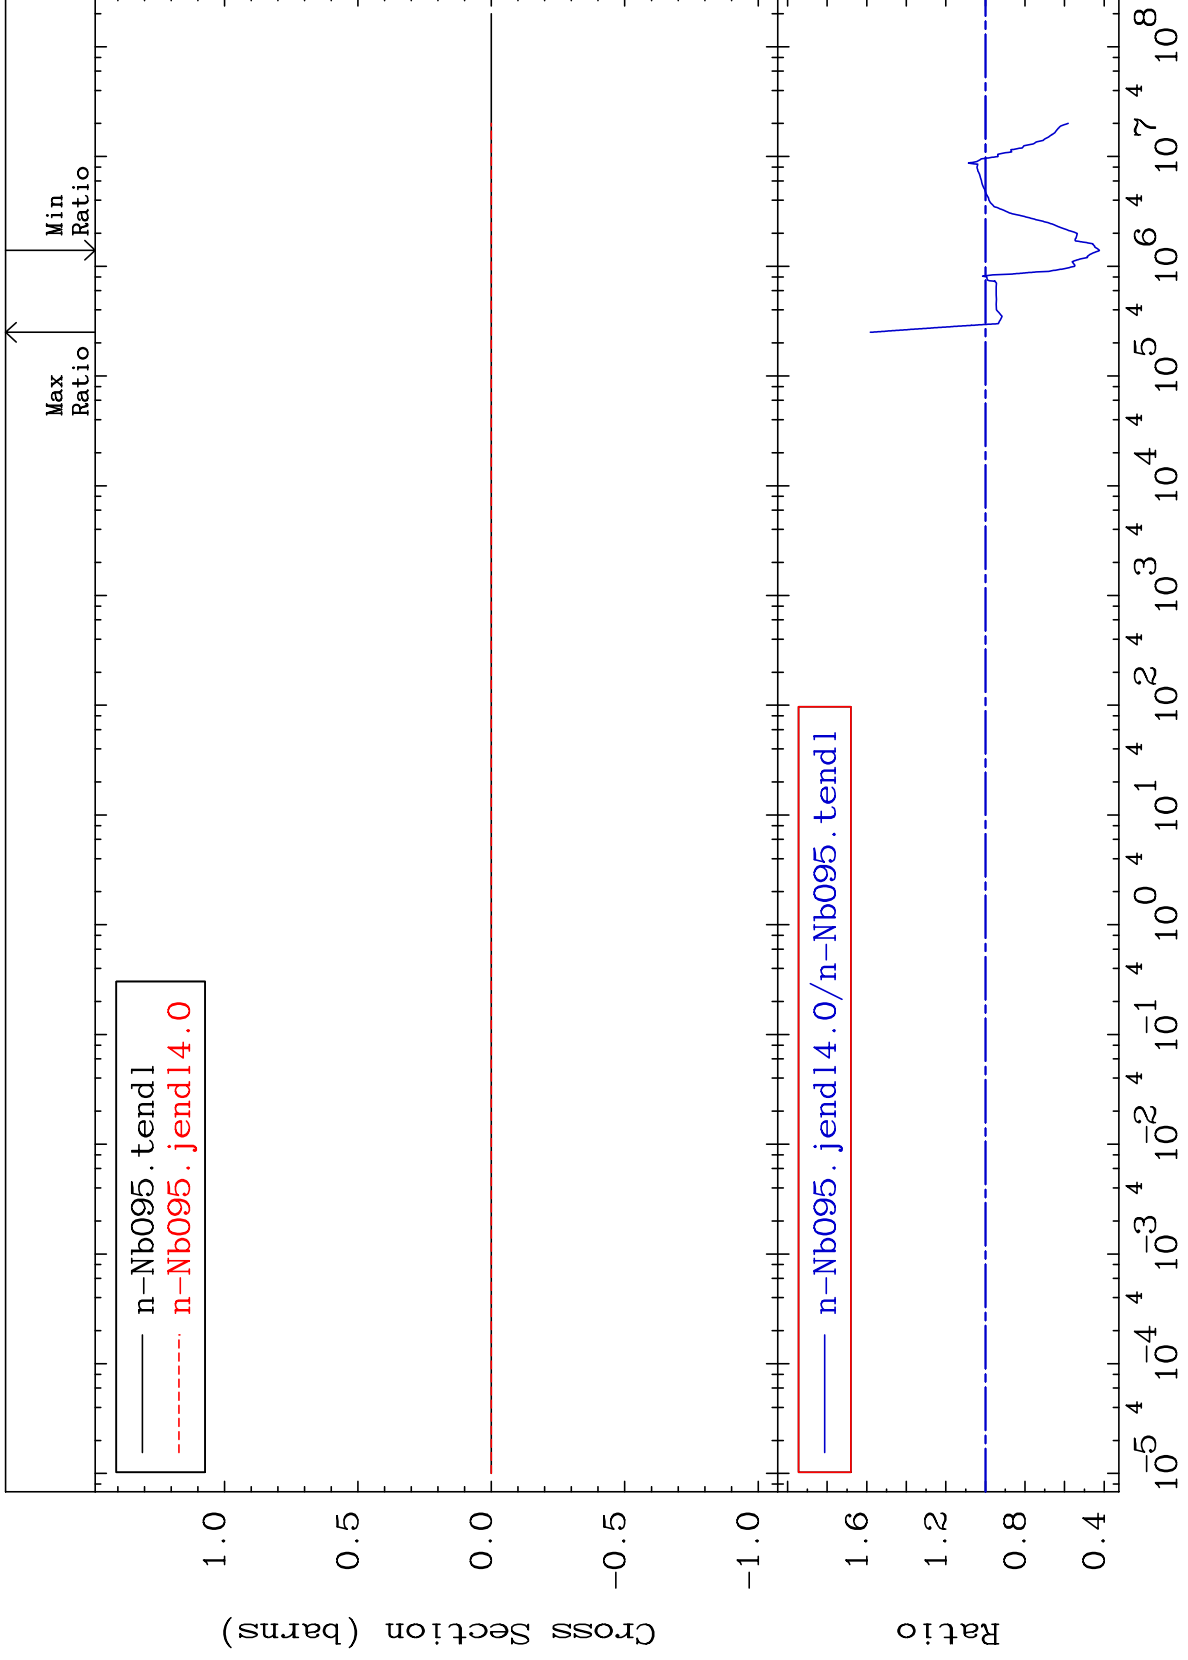 Max
Ratio
Min
Ratio
n-Nb095.tendl
n-Nb095.jendl4.0
1.0
0.5
0.0
-0.5
-1.0
Cross Section (barns)
n-Nb095.jendl4.0/n-Nb095.tendl
1.6
1.2
0.8
0.4
Ratio
10^-5 4 10^-4 4 10^-3 4 10^-2 4 10^-1 4 10^0 4 10^1 4 10^2 4 10^3 4 10^4 4 10^5 4 10^6 4 10^7 4 10^8